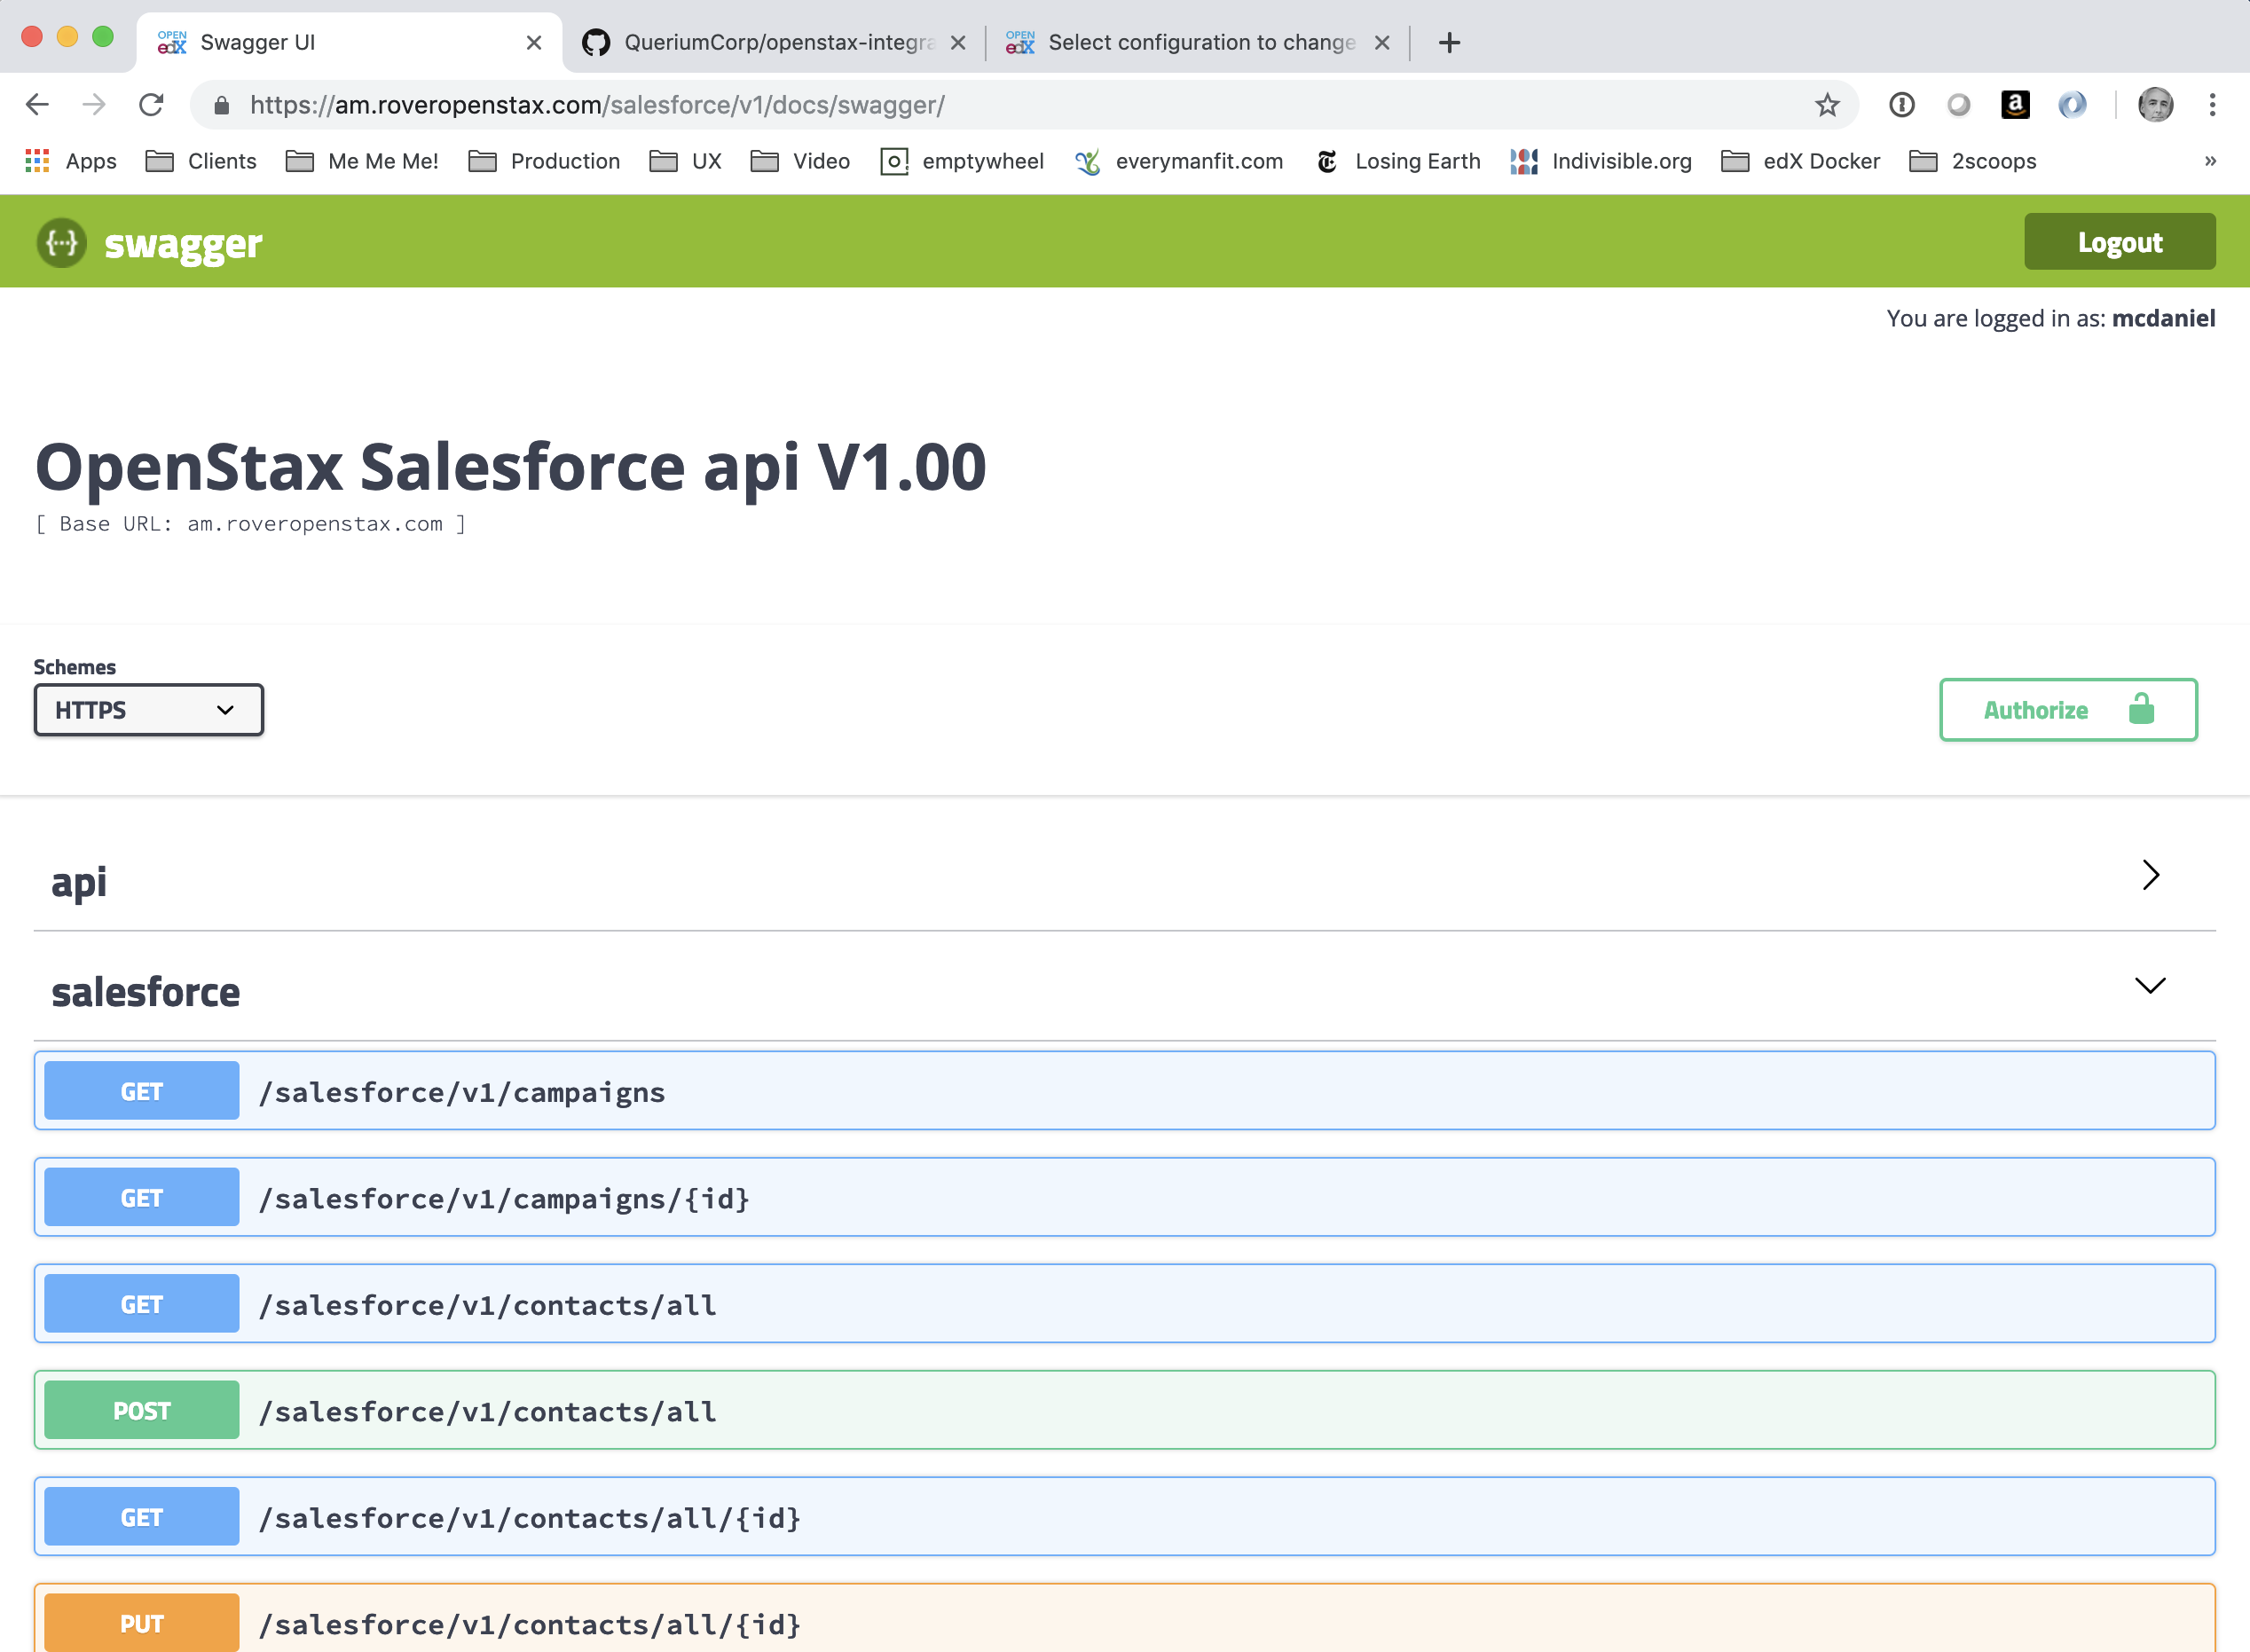 OPEN edX Swagger UI
QueriumCorp/openstax-integra
OPEN edX Select configuration to change
https://am.roveropenstax.com/salesforce/v1/docs/swagger/
Apps Clients Me Me Me! Production UX Video emptywheel everymanfit.com Losing Earth Indivisible.org edX Docker 2scoops »
{···} swagger
Logout
You are logged in as: mcdaniel
OpenStax Salesforce api V1.00
[ Base URL: am.roveropenstax.com ]
Schemes
HTTPS
Authorize
api
salesforce
GET /salesforce/v1/campaigns
GET /salesforce/v1/campaigns/{id}
GET /salesforce/v1/contacts/all
POST /salesforce/v1/contacts/all
GET /salesforce/v1/contacts/all/{id}
PUT /salesforce/v1/contacts/all/{id}